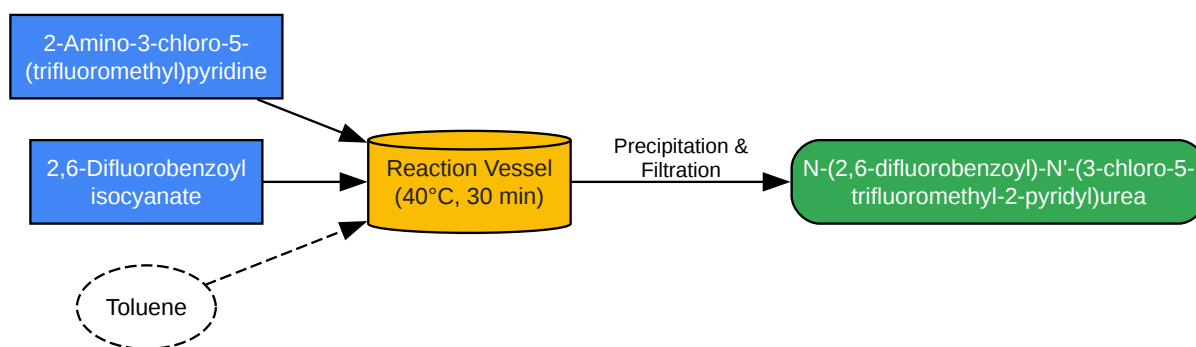 2-Amino-3-chloro-5-
(trifluoromethyl)pyridine
2,6-Difluorobenzoyl
isocyanate
Toluene
Reaction Vessel
(40°C, 30 min)
Precipitation &
Filtration
N-(2,6-difluorobenzoyl)-N'-(3-chloro-5-
trifluoromethyl-2-pyridyl)urea